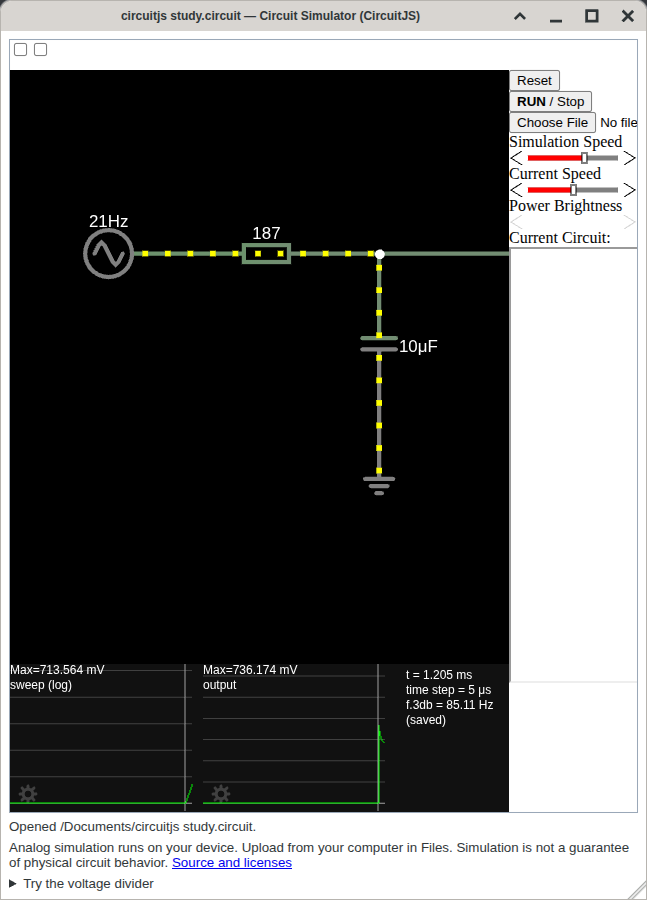 circuitjs study.circuit — Circuit Simulator (CircuitJS)
Reset
RUN / Stop
Choose File No file
Simulation Speed
Current Speed
Power Brightness
Current Circuit:
21Hz
187
10μF
Max=713.564 mV
sweep (log)
Max=736.174 mV
output
t = 1.205 ms
time step = 5 μs
f.3db = 85.11 Hz
(saved)
Opened /Documents/circuitjs study.circuit.
Analog simulation runs on your device. Upload from your computer in Files. Simulation is not a guarantee
of physical circuit behavior. Source and licenses
Try the voltage divider